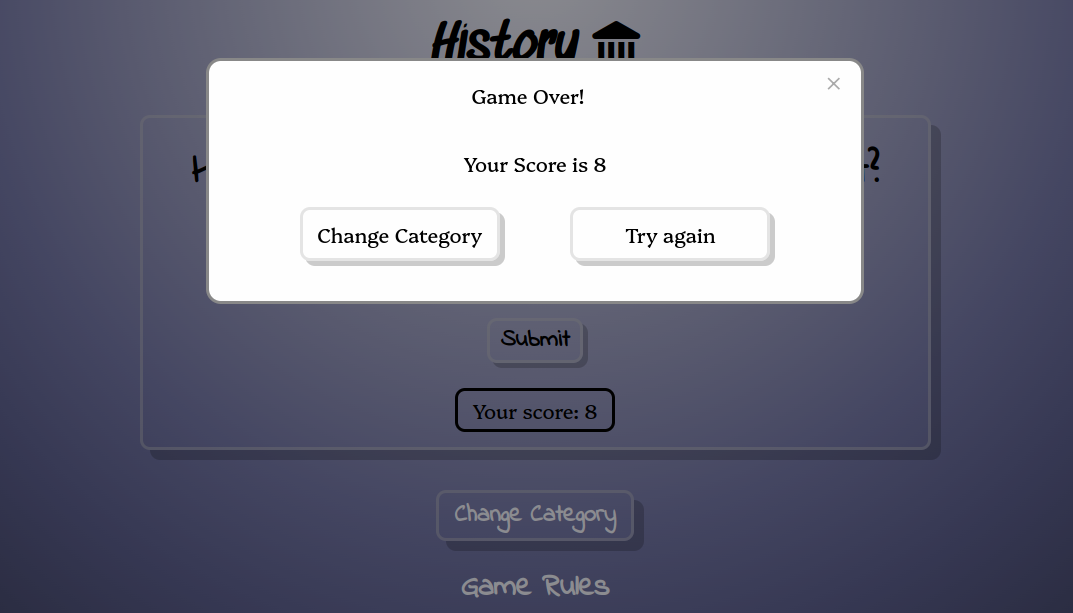 History
Game Over!
Your Score is 8
Change Category
Try again
Submit
Your score: 8
Change Category
Game Rules